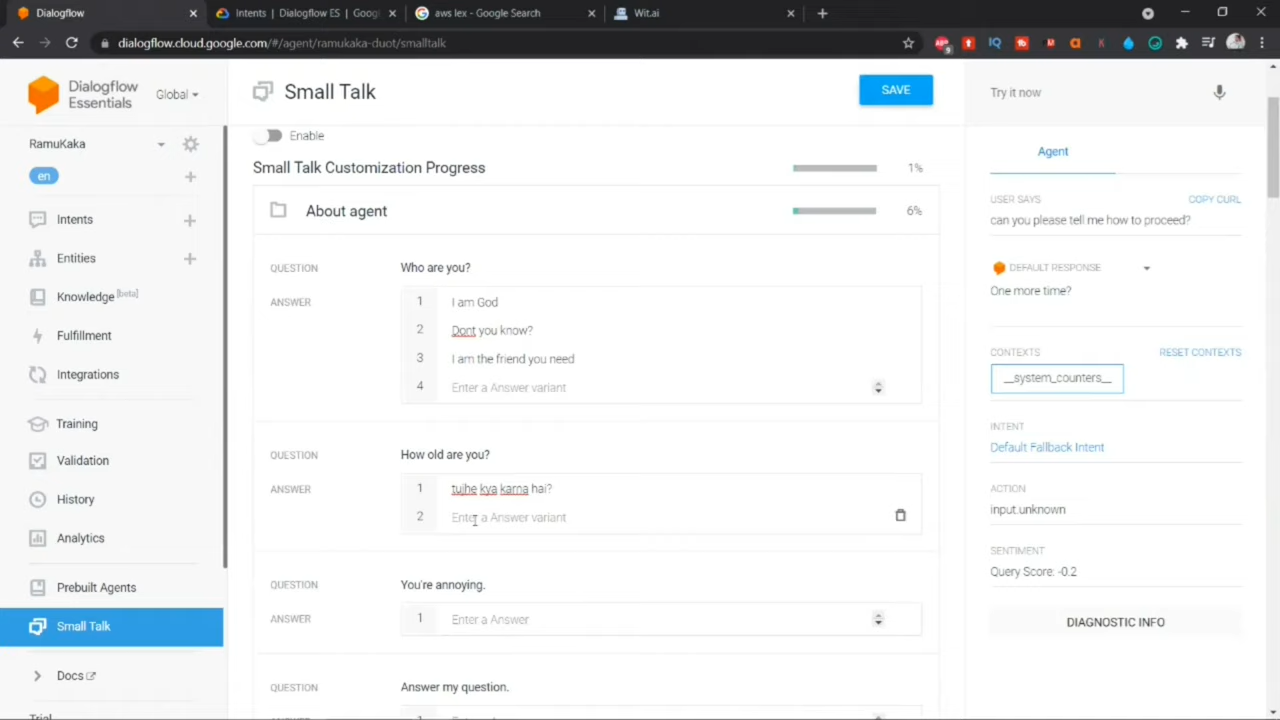 Dialogflow
Intents | Dialogflow ES | Goog
aws lex - Google Search
Wit.ai
dialogflow.cloud.google.com/#/agent/ramukaka-duot/smalltalk
Dialogflow
Essentials
Global
Small Talk
SAVE
Try it now
RamuKaka
Enable
Agent
en
Small Talk Customization Progress
1%
USER SAYS
COPY CURL
Intents
About agent
6%
can you please tell me how to proceed?
Entities
QUESTION
Who are you?
DEFAULT RESPONSE
Knowledge [beta]
ANSWER
1
I am God
One more time?
Fulfillment
2
Dont you know?
3
I am the friend you need
CONTEXTS
RESET CONTEXTS
Integrations
4
Enter a Answer variant
__system_counters__
Training
INTENT
QUESTION
How old are you?
Default Fallback Intent
Validation
ANSWER
1
tujhe kya karna hai?
ACTION
History
2
Enter a Answer variant
input.unknown
Analytics
SENTIMENT
Query Score: -0.2
Prebuilt Agents
QUESTION
You're annoying.
Small Talk
ANSWER
1
Enter a Answer
DIAGNOSTIC INFO
Docs
QUESTION
Answer my question.
Trial